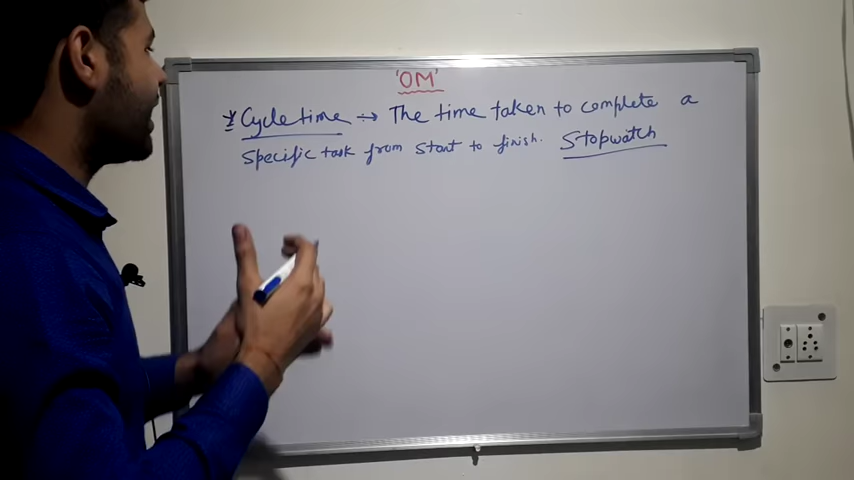 'OM'
* Cycle time → The time taken to complete a
specific task from start to finish. Stopwatch